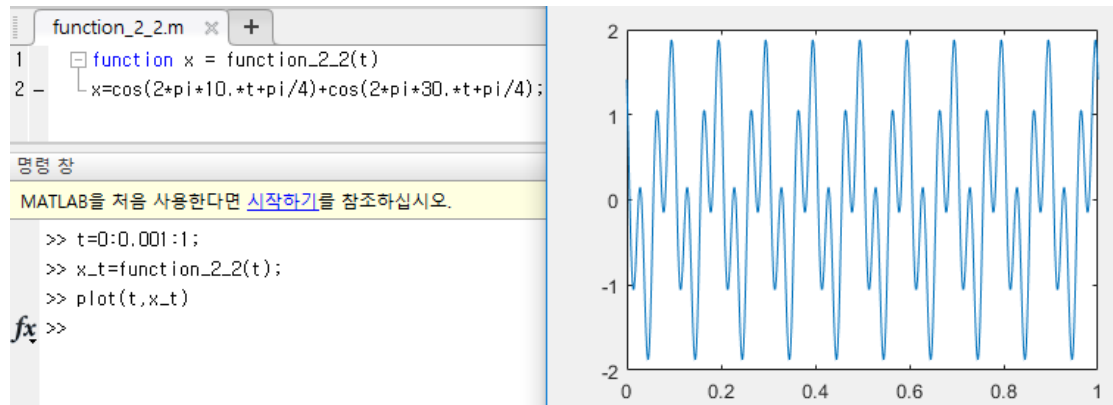 function_2_2.m × +
1 function x = function_2_2(t)
2 – x=cos(2*pi*10.*t+pi/4)+cos(2*pi*30.*t+pi/4);
명령 창
MATLAB을 처음 사용한다면 시작하기를 참조하십시오.
>> t=0:0.001:1;
>> x_t=function_2_2(t);
>> plot(t,x_t)
fx >>
2
1
0
-1
-2
0 0.2 0.4 0.6 0.8 1